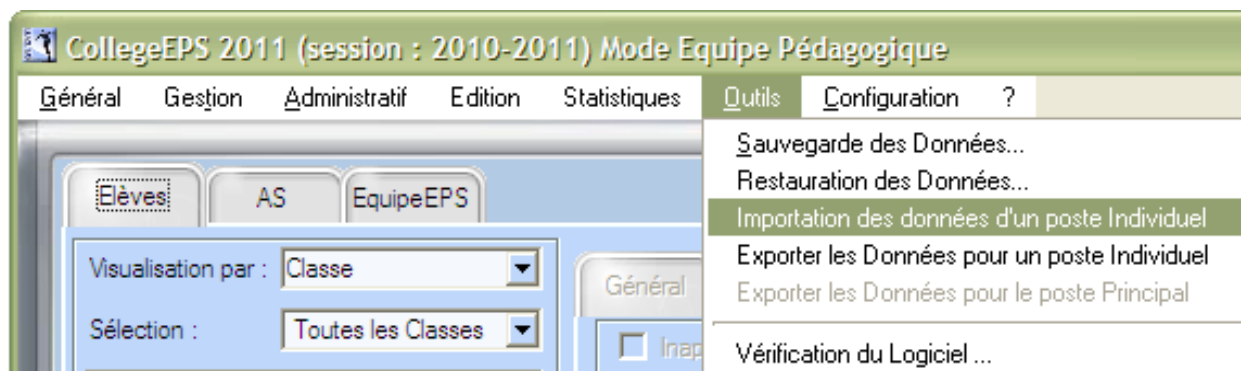 CollegeEPS 2011 (session : 2010-2011) Mode Equipe Pédagogique
Général Gestion Administratif Edition Statistiques Outils Configuration ?
Sauvegarde des Données...
Restauration des Données...
Importation des données d'un poste Individuel
Exporter les Données pour un poste Individuel
Exporter les Données pour le poste Principal
Vérification du Logiciel ...
Elèves AS EquipeEPS
Visualisation par : Classe
Sélection : Toutes les Classes
Général
Inap